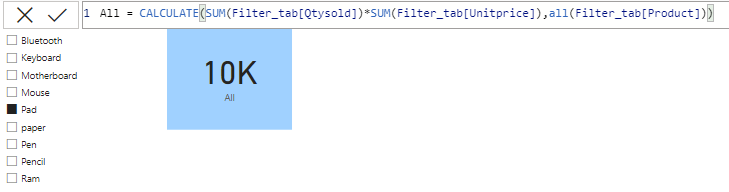 1 All = CALCULATE(SUM(Filter_tab[Qtysold])*SUM(Filter_tab[Unitprice]),all(Filter_tab[Product]))
Bluetooth
Keyboard
Motherboard
Mouse
Pad
paper
Pen
Pencil
Ram
10K
All